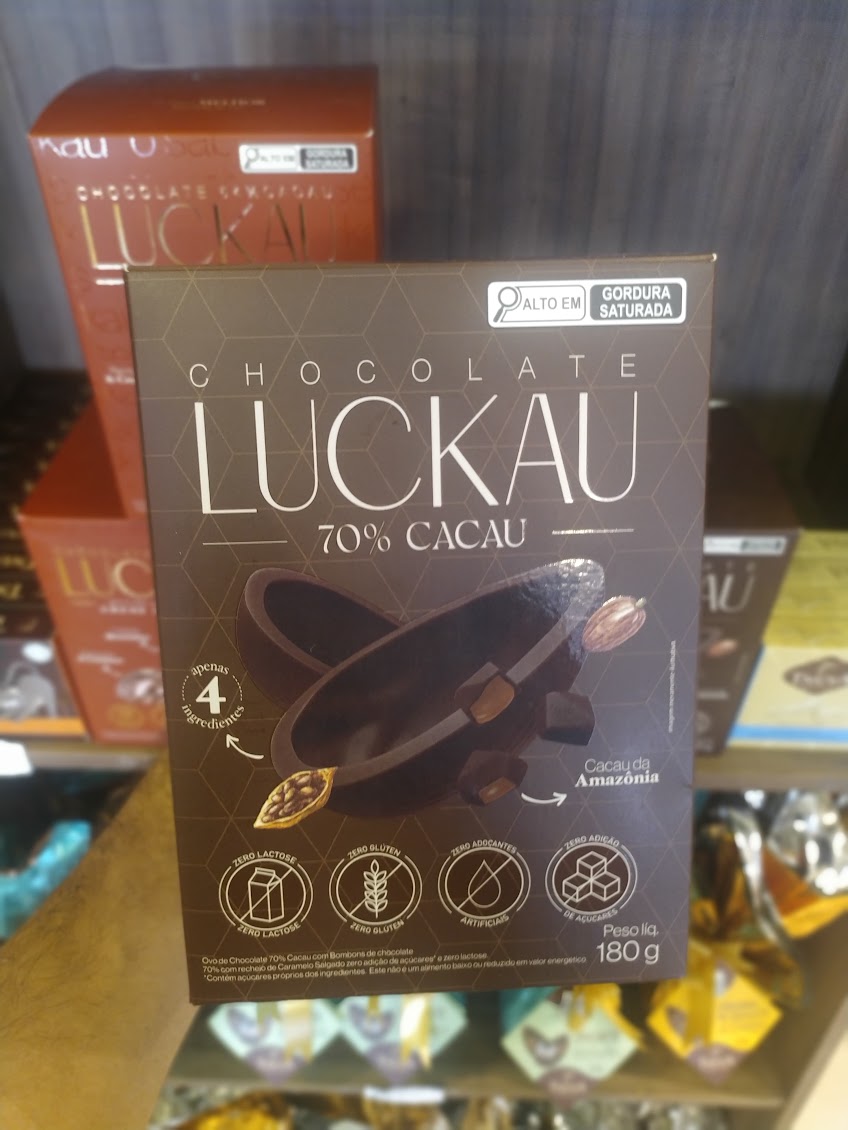 ALTO EM
GORDURA
SATURADA
CHOCOLATE
LUCKAU
ALTO EM
GORDURA
SATURADA
CHOCOLATE
LUCKAU
70% CACAU
apenas
4
ingredientes
Cacau da
Amazônia
ZERO LACTOSE
ZERO LACTOSE
ZERO GLÚTEN
ZERO GLÚTEN
ZERO ADOÇANTES
ARTIFICIAIS
ZERO ADIÇÃO
DE AÇÚCARES
Peso líq.
180 g
Ovo de Chocolate 70% Cacau com Bombons de chocolate
70% com recheio de Caramelo Salgado zero adição de açúcares* e zero lactose.
*Contém açúcares próprios dos ingredientes. Este não é um alimento baixo ou reduzido em valor energético.
LUC
AU